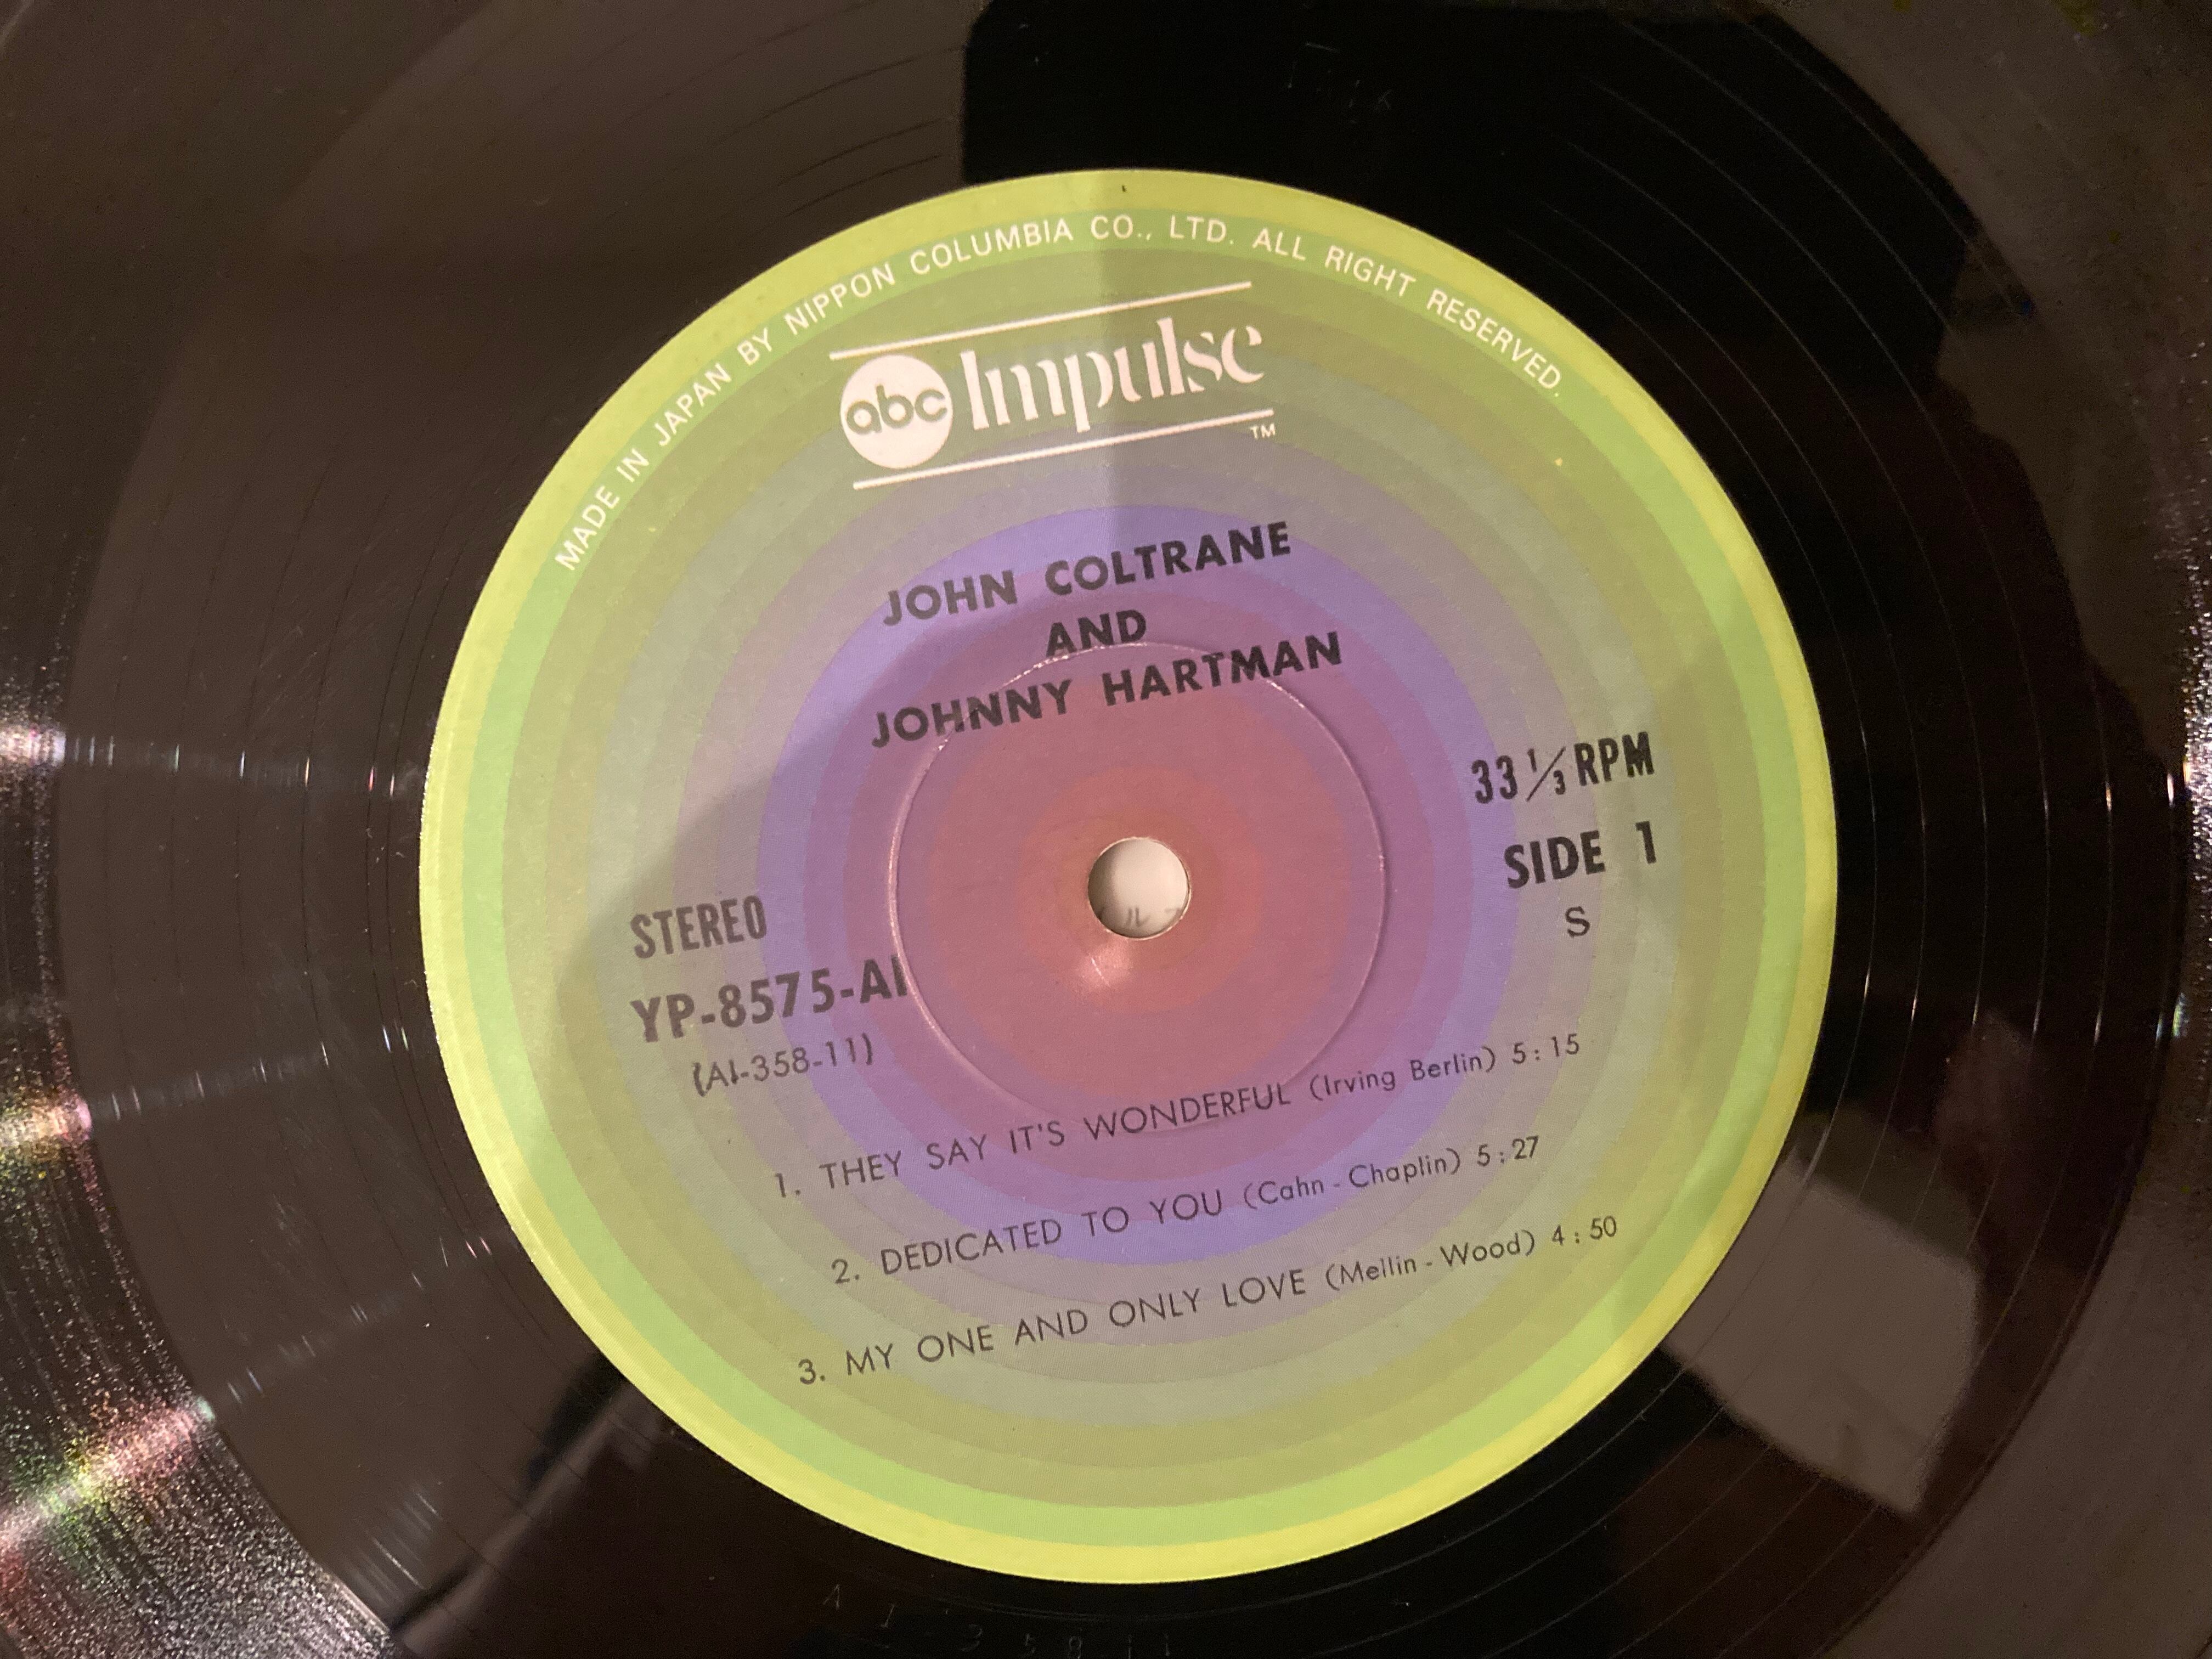 MADE IN JAPAN BY NIPPON COLUMBIA CO., LTD. ALL RIGHT RESERVED.
abc Impulse TM
JOHN COLTRANE
AND
JOHNNY HARTMAN
33 1/3 RPM
SIDE 1
S
STEREO
YP-8575-AI
(AI-358-11)
1. THEY SAY IT'S WONDERFUL (Irving Berlin) 5:15
2. DEDICATED TO YOU (Cahn - Chaplin) 5:27
3. MY ONE AND ONLY LOVE (Mellin - Wood) 4:50